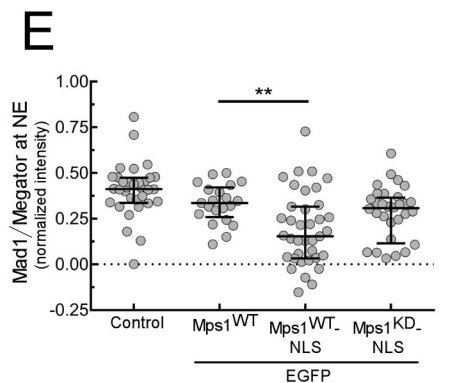 E
Mad1/Megator at NE
(normalized intensity)
1.00
0.75
0.50
0.25
0.00
-0.25
**
Control
Mps1WT
Mps1WT-
NLS
Mps1KD-
NLS
EGFP